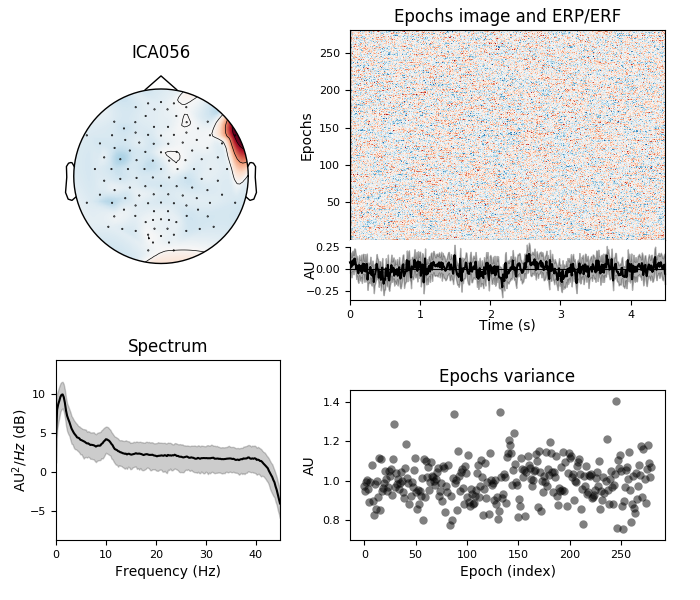 ICA056
Epochs image and ERP/ERF
Epochs
250
200
150
100
50
AU
0.25
0.00
−0.25
0 1 2 3 4
Time (s)
Spectrum
AU²/Hz (dB)
10
5
0
−5
0 10 20 30 40
Frequency (Hz)
Epochs variance
AU
1.4
1.2
1.0
0.8
0 50 100 150 200 250
Epoch (index)